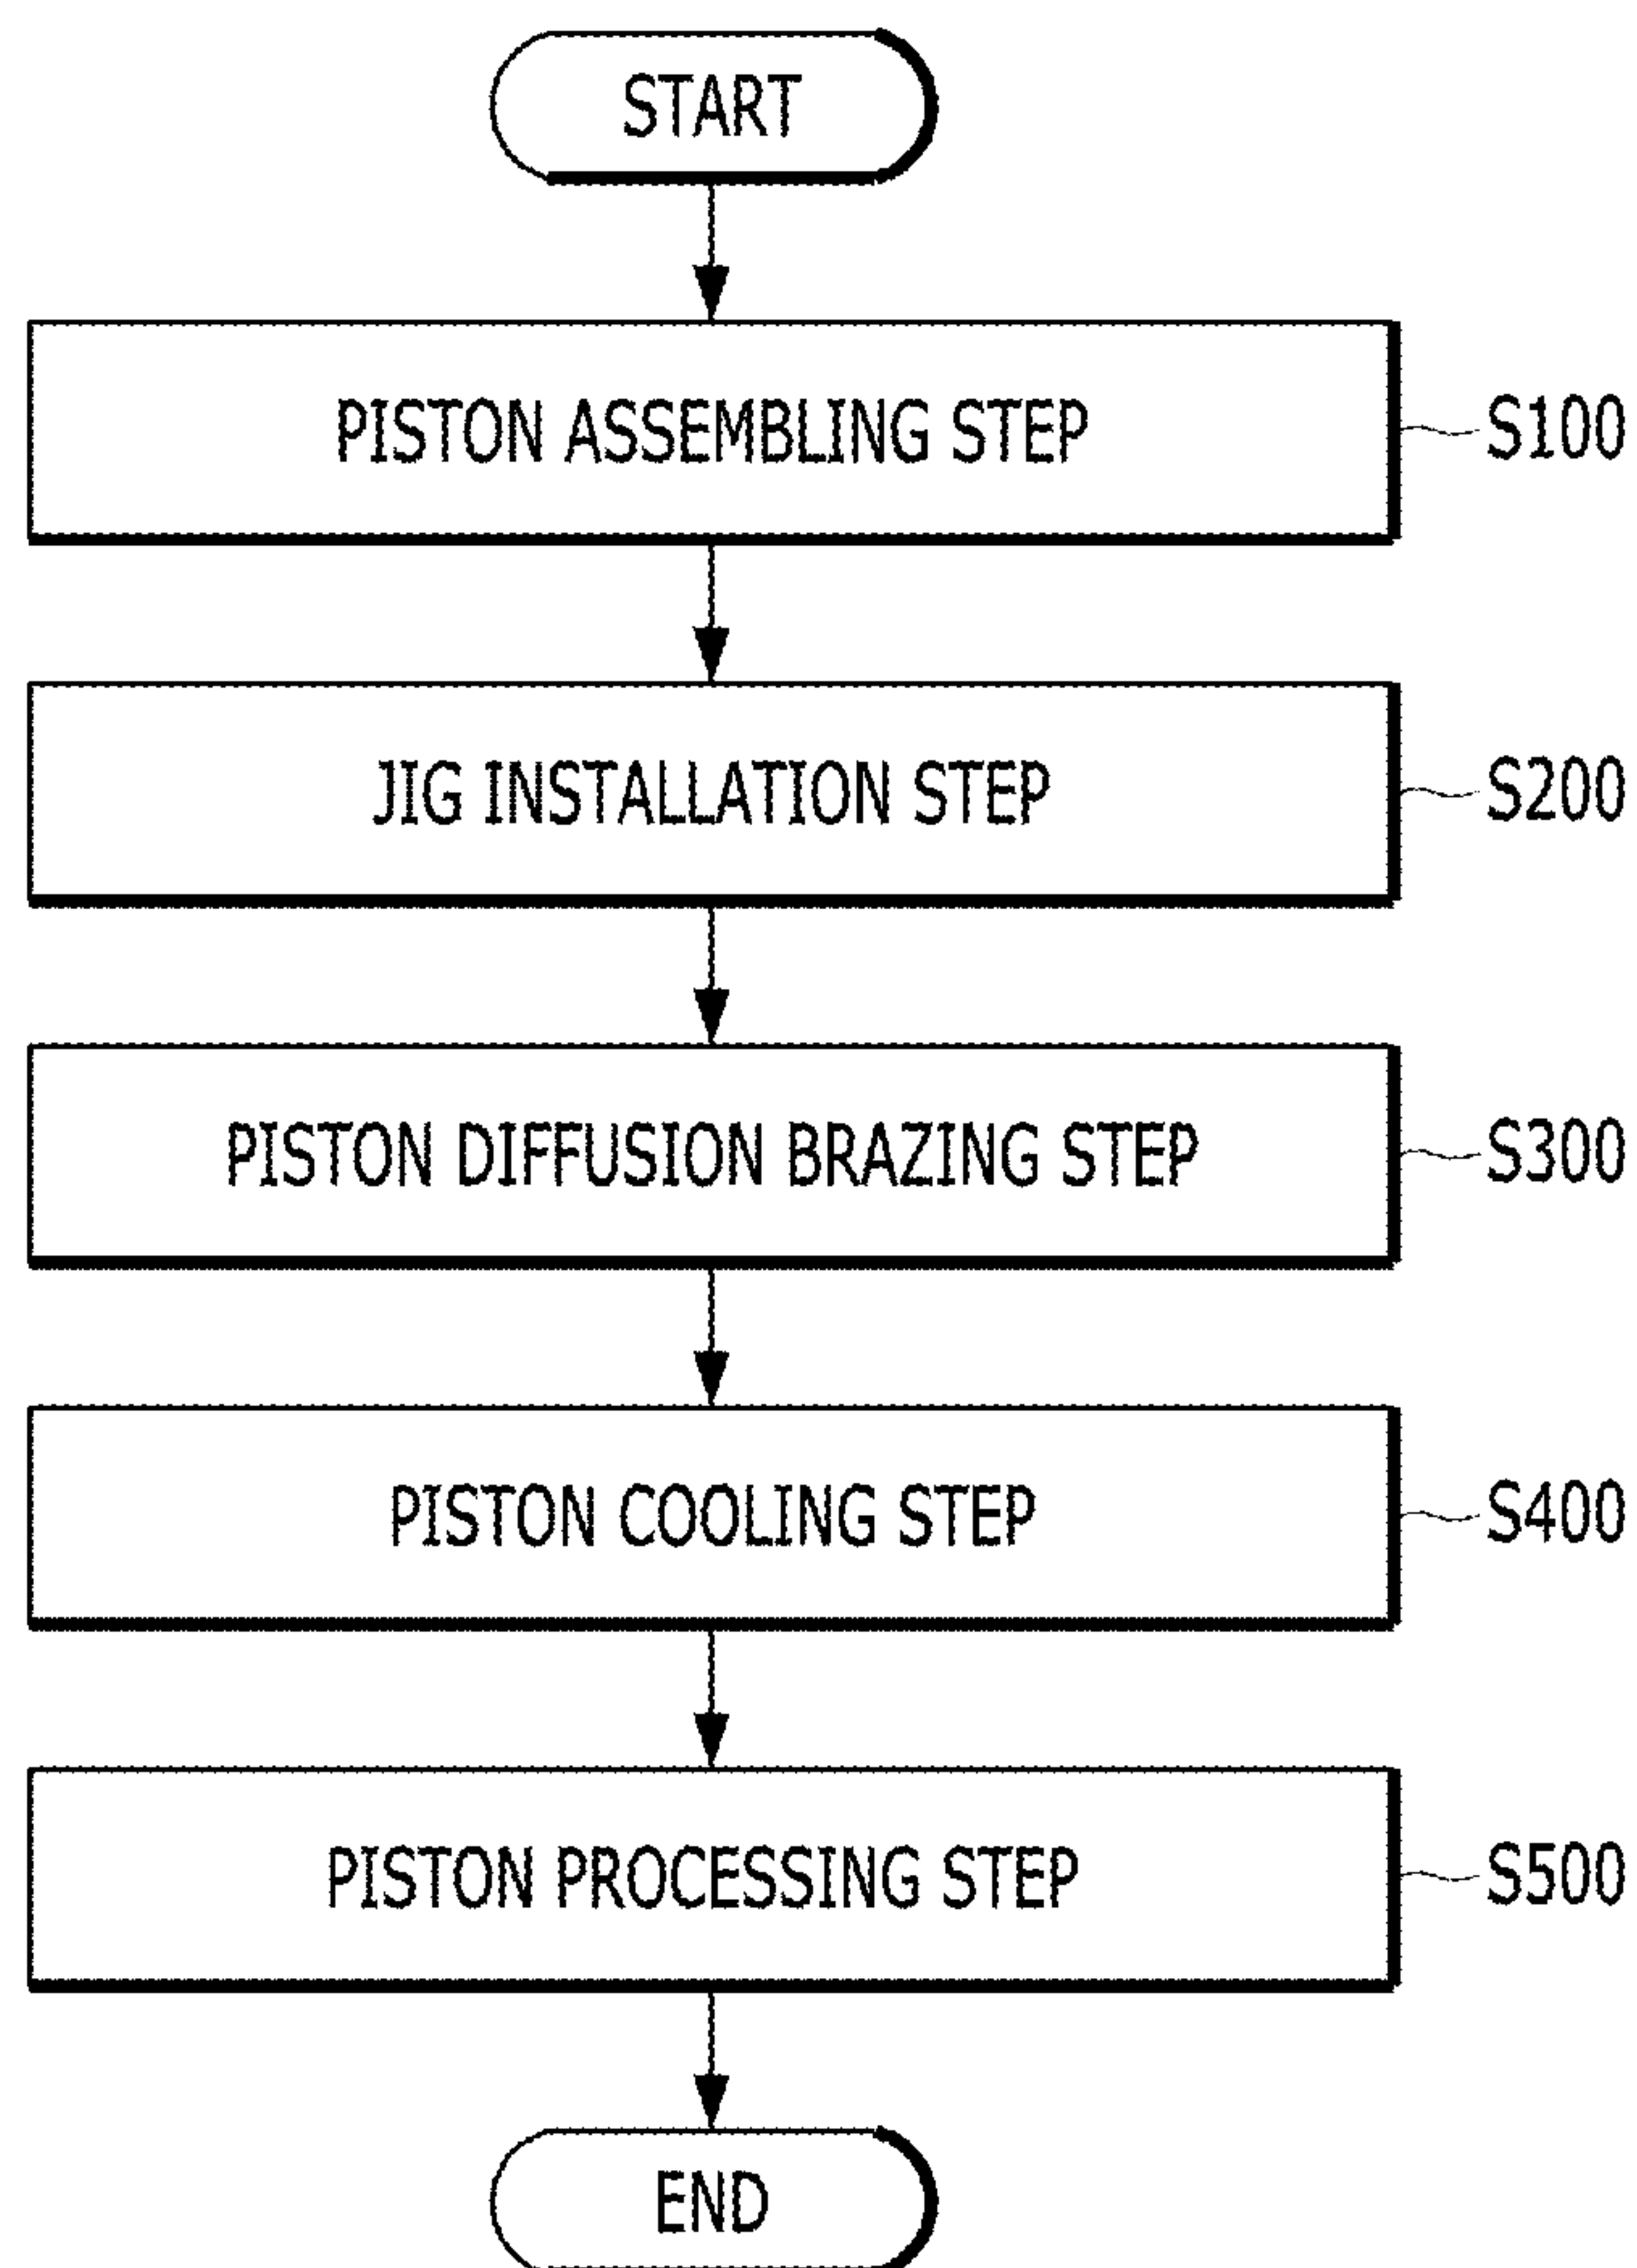 START
PISTON ASSEMBLING STEP S100
JIG INSTALLATION STEP S200
PISTON DIFFUSION BRAZING STEP S300
PISTON COOLING STEP S400
PISTON PROCESSING STEP S500
END